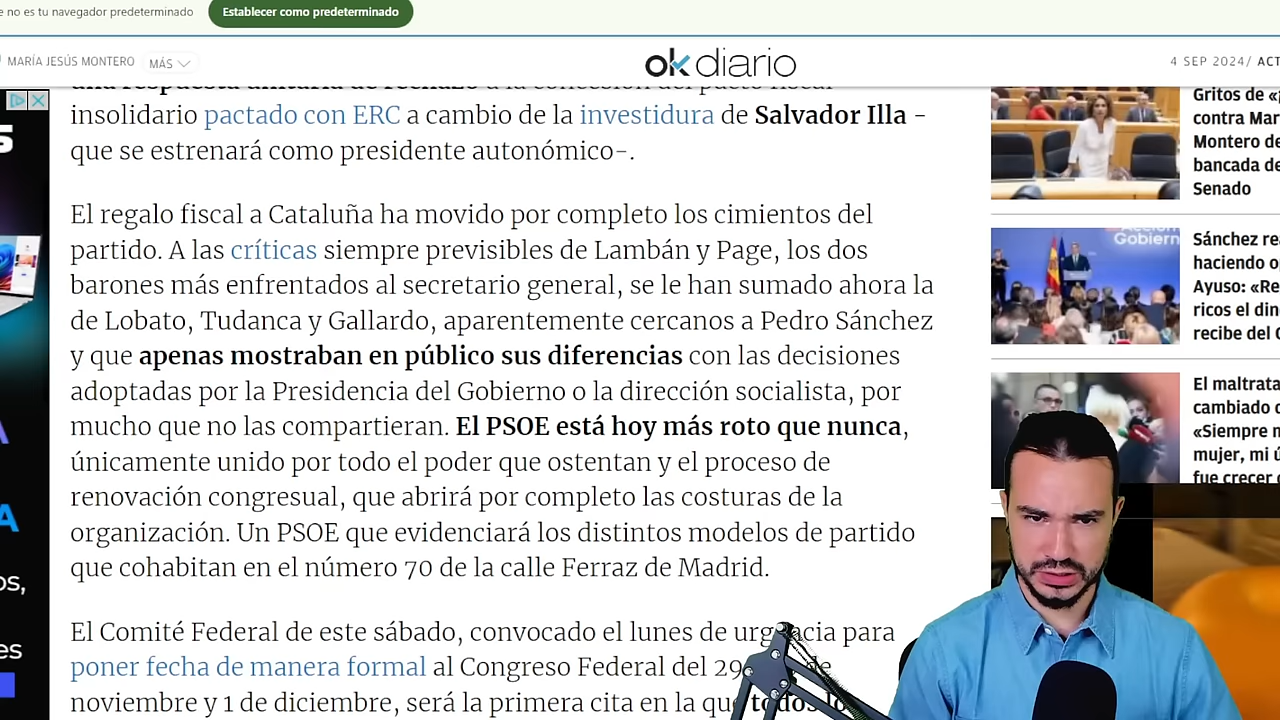 no es tu navegador predeterminado
Establecer como predeterminado
MARÍA JESÚS MONTERO
MÁS
okdiario
4 SEP 2024/
una respuesta unitaria de rechazo a la concesión del pacto fiscal
insolidario pactado con ERC a cambio de la investidura de Salvador Illa -
que se estrenará como presidente autonómico-.
El regalo fiscal a Cataluña ha movido por completo los cimientos del
partido. A las críticas siempre previsibles de Lambán y Page, los dos
barones más enfrentados al secretario general, se le han sumado ahora la
de Lobato, Tudanca y Gallardo, aparentemente cercanos a Pedro Sánchez
y que apenas mostraban en público sus diferencias con las decisiones
adoptadas por la Presidencia del Gobierno o la dirección socialista, por
mucho que no las compartieran. El PSOE está hoy más roto que nunca,
únicamente unido por todo el poder que ostentan y el proceso de
renovación congresual, que abrirá por completo las costuras de la
organización. Un PSOE que evidenciará los distintos modelos de partido
que cohabitan en el número 70 de la calle Ferraz de Madrid.
El Comité Federal de este sábado, convocado el lunes de urgencia para
poner fecha de manera formal al Congreso Federal del 29 de
noviembre y 1 de diciembre, será la primera cita en la que
Gritos de
contra Mar
Montero de
bancada de
Senado
Gobierno
Sánchez
haciendo
Ayuso:
ricos el
recibe del
El
cambiado
«Siempre
mujer, mi
fue crecer